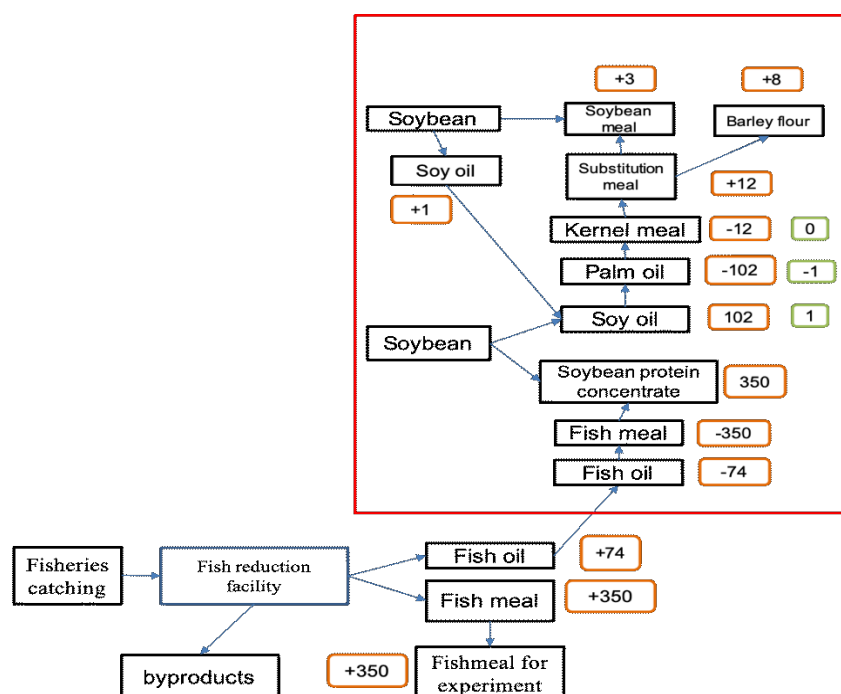 +3
+8
Soybean
Soybean
meal
Barley flour
Soy oil
Substitution
meal
+12
+1
Kernel meal
-12
0
Palm oil
-102
-1
Soy oil
102
1
Soybean
Soybean protein
concentrate
350
Fish meal
-350
Fish oil
-74
Fisheries
catching
Fish reduction
facility
Fish oil
+74
Fish meal
+350
byproducts
+350
Fishmeal for
experiment